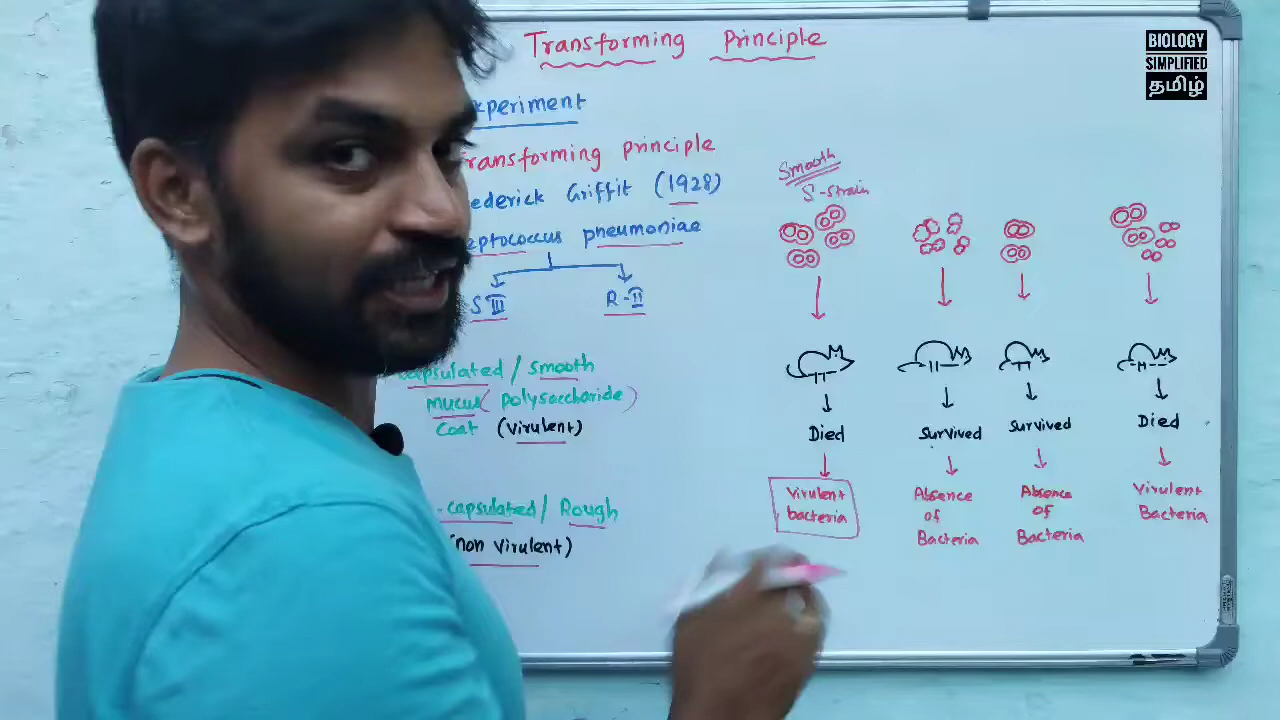 Transforming Principle
xperiment
ransforming principle
ederick Griffit (1928)
eptococcus pneumoniae
S III R-II
capsulated / smooth
mucus (polysaccharide)
coat (virulent)
capsulated / Rough
(non virulent)
Smooth
S-strain
Died Survived Survived Died
Virulent
bacteria
Absence
of
Bacteria
Absence
of
Bacteria
Virulent
Bacteria
BIOLOGY
SIMPLIFIED
தமிழ்